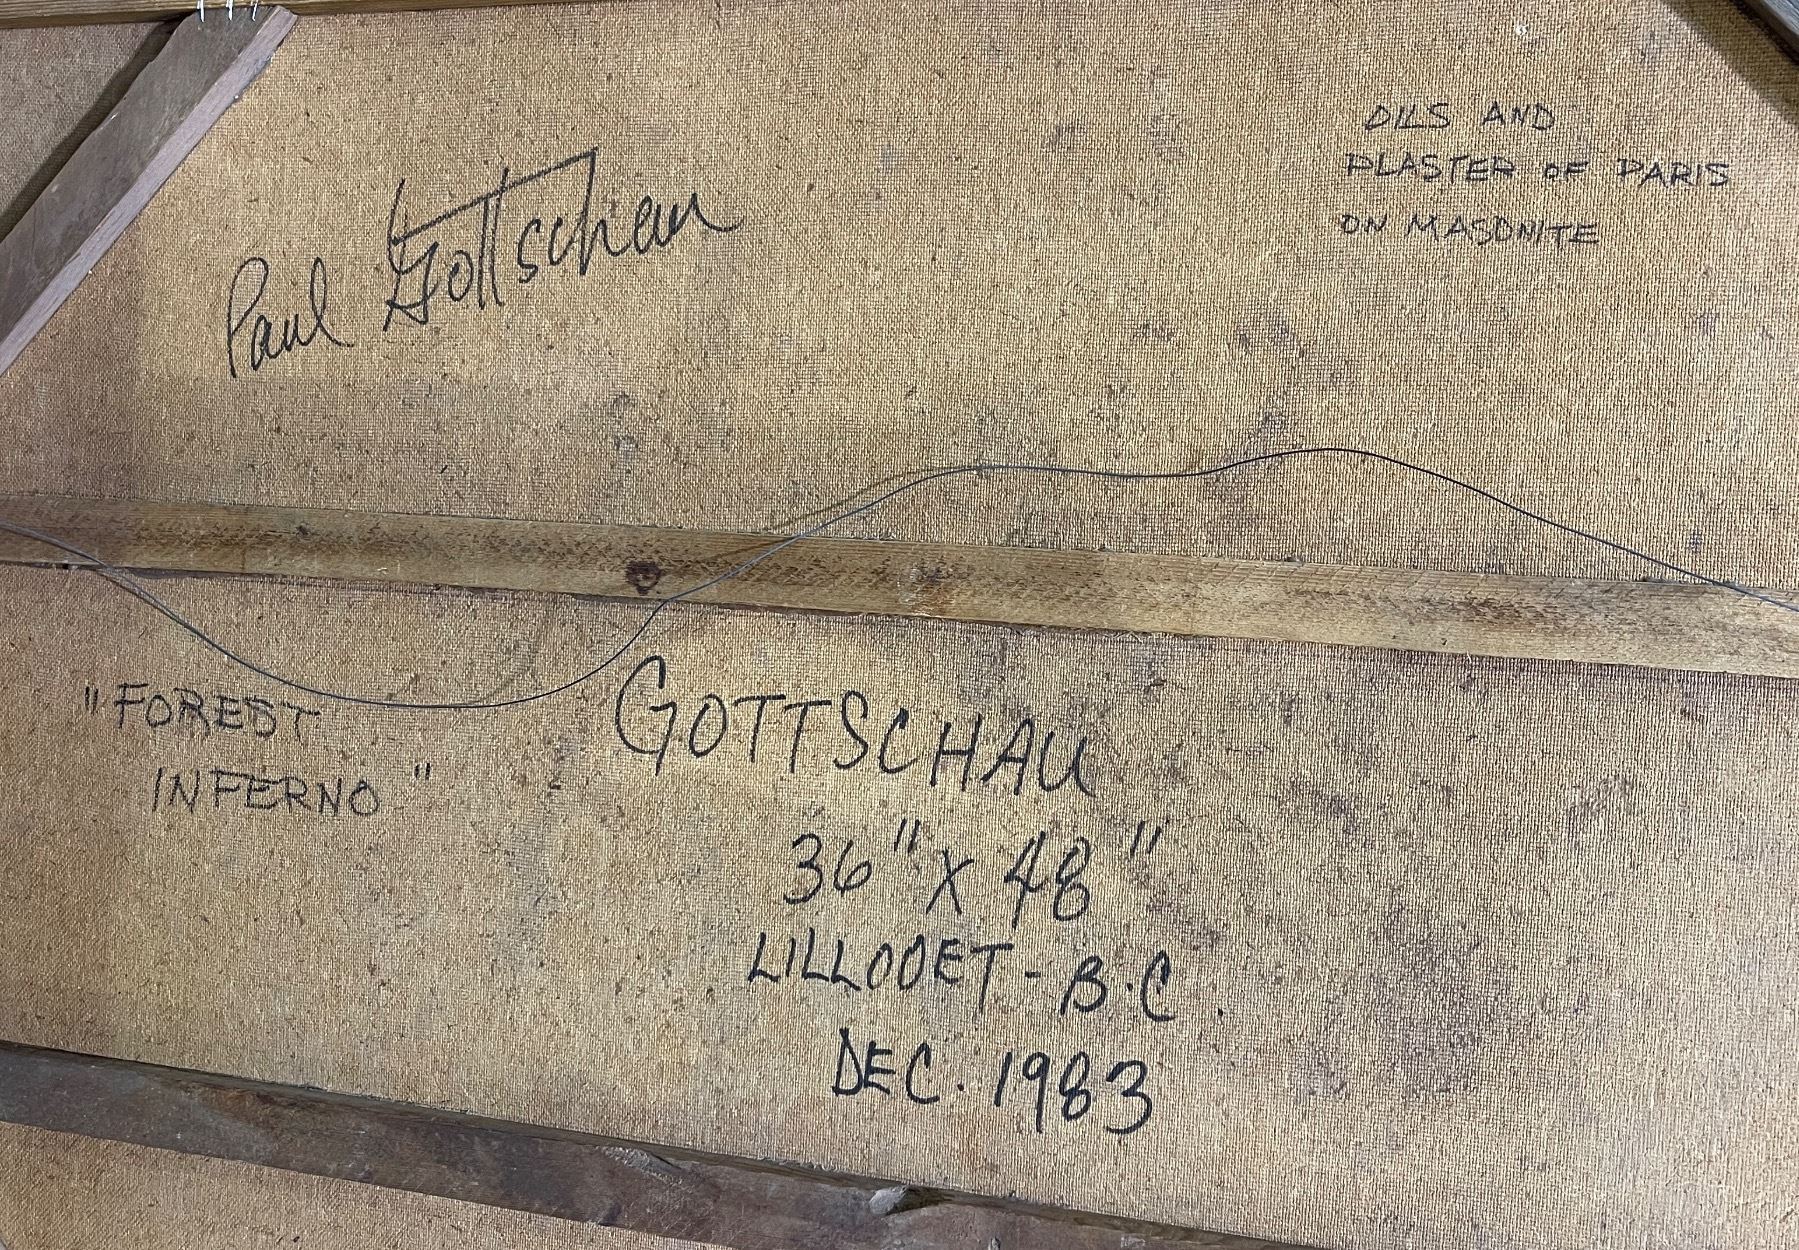 OILS AND
PLASTER OF PARIS
ON MASONITE
Paul Gottschau
"FOREST
INFERNO"
GOTTSCHAU
36" X 48"
LILLOOET - B.C.
DEC. 1983